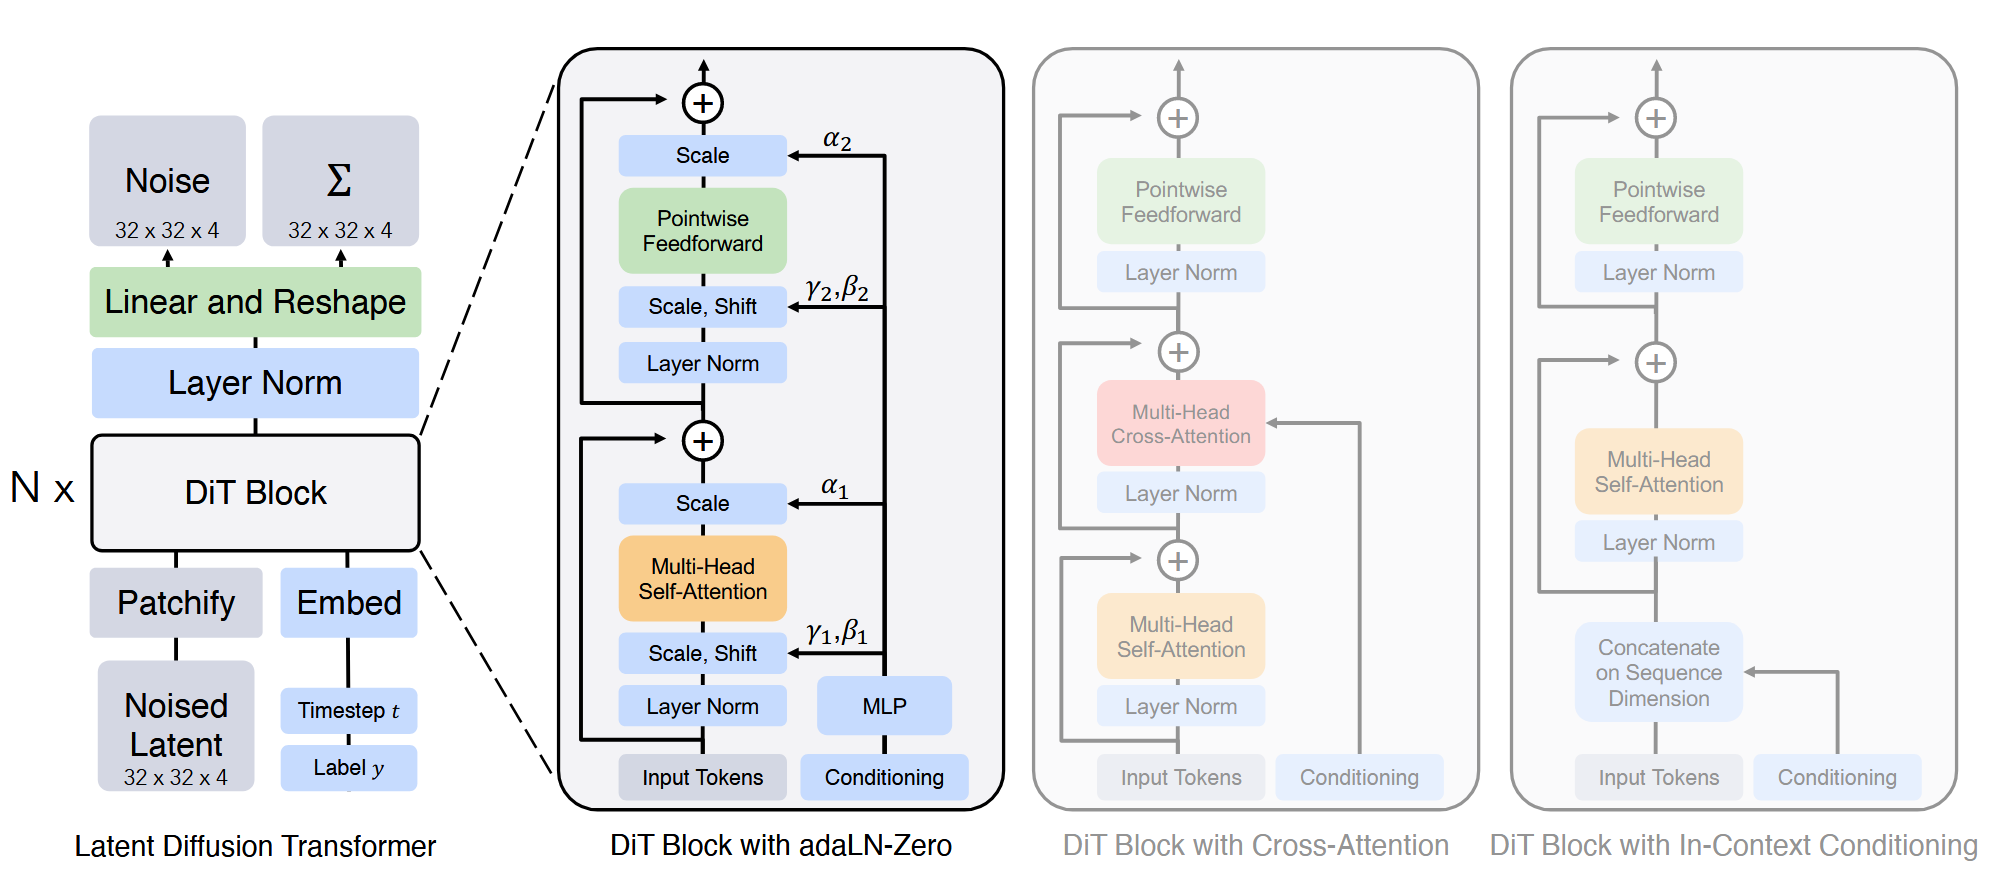 Noise
32 x 32 x 4
Σ
32 x 32 x 4
Linear and Reshape
Layer Norm
N x
DiT Block
Patchify
Embed
Noised
Latent
32 x 32 x 4
Timestep t
Label y
Latent Diffusion Transformer
+
Scale
α2
Pointwise
Feedforward
γ2,β2
Scale, Shift
Layer Norm
+
Scale
α1
Multi-Head
Self-Attention
γ1,β1
Scale, Shift
Layer Norm
MLP
Input Tokens
Conditioning
DiT Block with adaLN-Zero
+
Pointwise
Feedforward
Layer Norm
+
Multi-Head
Cross-Attention
Layer Norm
+
Multi-Head
Self-Attention
Layer Norm
Input Tokens
Conditioning
DiT Block with Cross-Attention
+
Pointwise
Feedforward
Layer Norm
+
Multi-Head
Self-Attention
Layer Norm
Concatenate
on Sequence
Dimension
Input Tokens
Conditioning
DiT Block with In-Context Conditioning